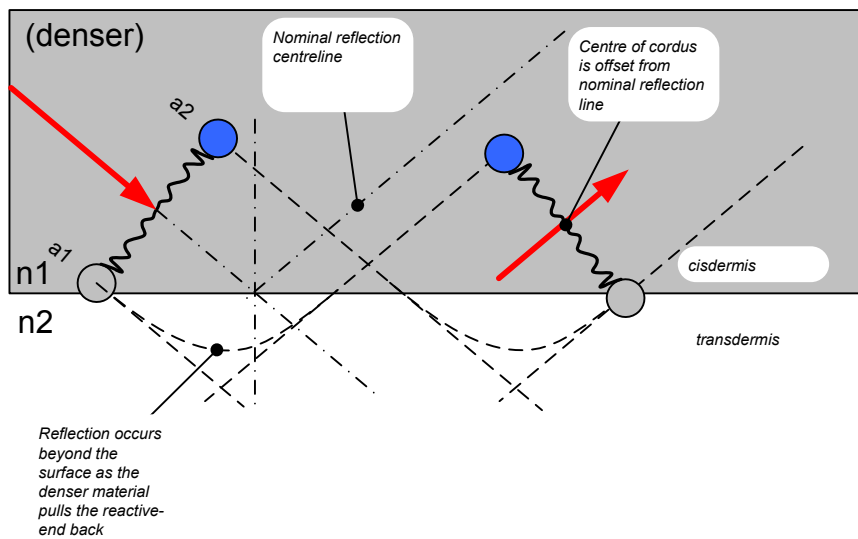 (denser)
Nominal reflection
centreline
Centre of cordus
is offset from
nominal reflection
line
a2
a1
n1
cisdermis
n2
transdermis
Reflection occurs
beyond the
surface as the
denser material
pulls the reactive-
end back